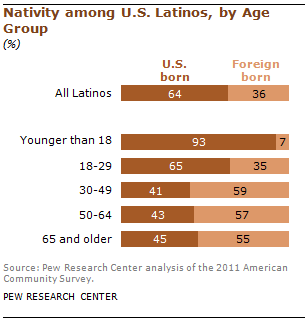 Nativity among U.S. Latinos, by Age
Group
(%)
U.S. Foreign
born born
All Latinos 64 36
Younger than 18 93 7
18-29 65 35
30-49 41 59
50-64 43 57
65 and older 45 55
Source: Pew Research Center analysis of the 2011 American
Community Survey.
PEW RESEARCH CENTER